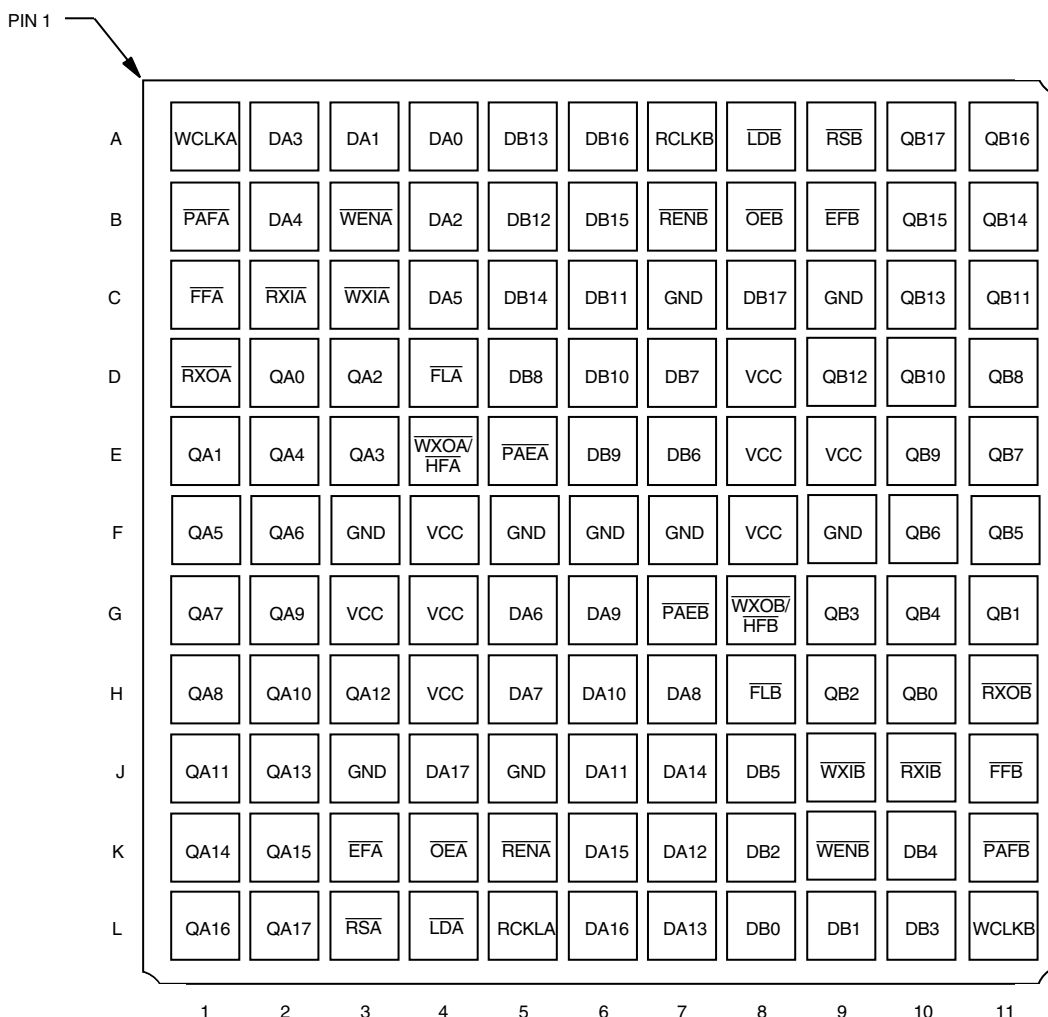 PIN 1
A WCLKA DA3 DA1 DA0 DB13 DB16 RCLKB LDB RSB QB17 QB16
B PAFA DA4 WENA DA2 DB12 DB15 RENB OEB EFB QB15 QB14
C FFA RXIA WXIA DA5 DB14 DB11 GND DB17 GND QB13 QB11
D RXOA QA0 QA2 FLA DB8 DB10 DB7 VCC QB12 QB10 QB8
E QA1 QA4 QA3 WXOA/ HFA PAEA DB9 DB6 VCC VCC QB9 QB7
F QA5 QA6 GND VCC GND GND GND VCC GND QB6 QB5
G QA7 QA9 VCC VCC DA6 DA9 PAEB WXOB/ HFB QB3 QB4 QB1
H QA8 QA10 QA12 VCC DA7 DA10 DA8 FLB QB2 QB0 RXOB
J QA11 QA13 GND DA17 GND DA11 DA14 DB5 WXIB RXIB FFB
K QA14 QA15 EFA OEA RENA DA15 DA12 DB2 WENB DB4 PAFB
L QA16 QA17 RSA LDA RCKLA DA16 DA13 DB0 DB1 DB3 WCLKB
1 2 3 4 5 6 7 8 9 10 11